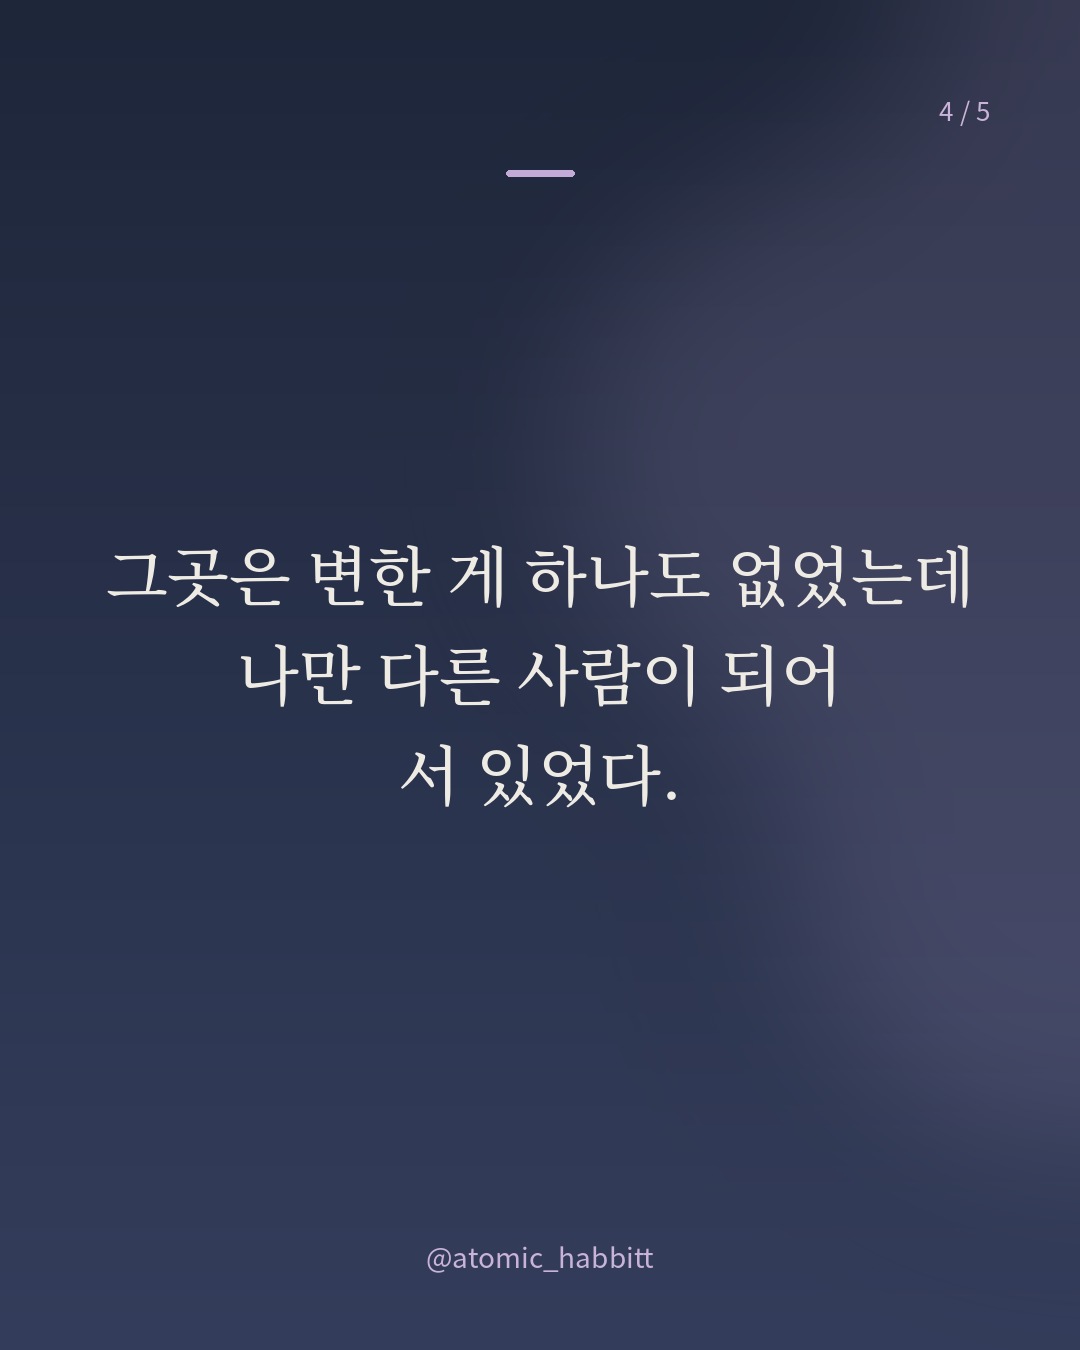 4 / 5
그곳은 변한 게 하나도 없었는데
나만 다른 사람이 되어
서 있었다.
@atomic_habbitt